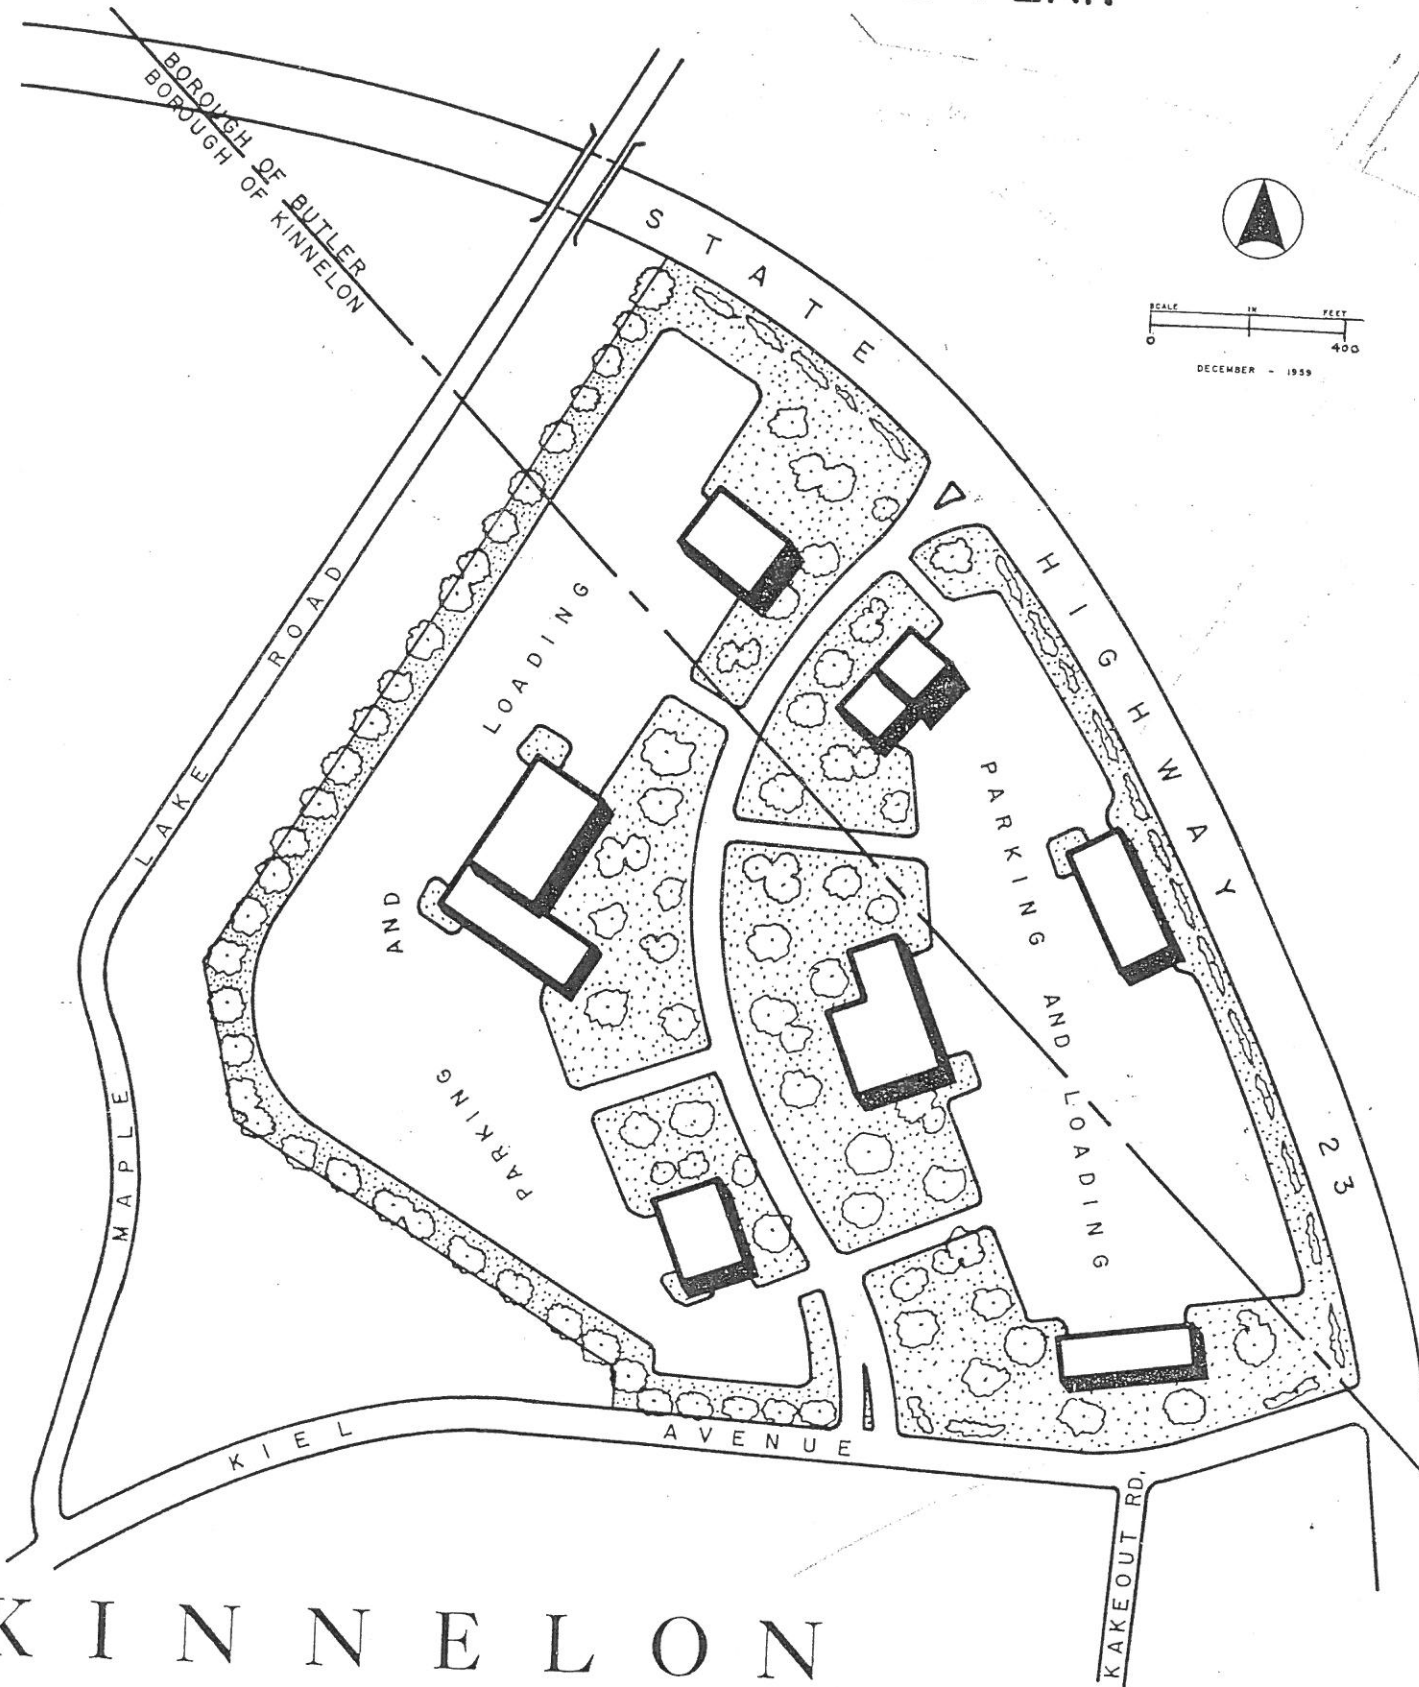 BOROUGH OF BUTLER
BOROUGH OF KINNELON
STATE HIGHWAY 23
SCALE IN FEET
0 400
DECEMBER - 1959
MAPLE LAKE ROAD
PARKING AND LOADING
PARKING AND LOADING
KIEL AVENUE
KAKEOUT RD.
KINNELON